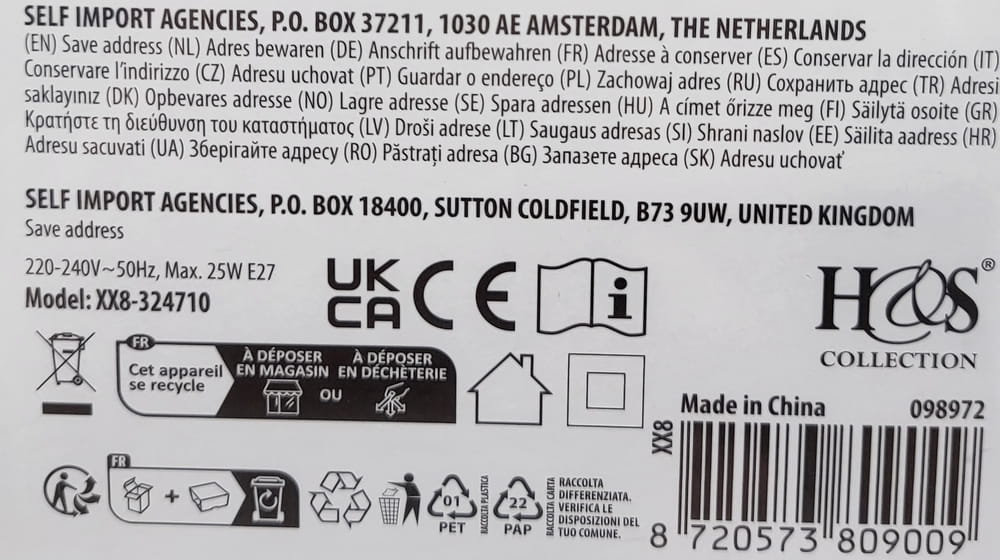 SELF IMPORT AGENCIES, P.O. BOX 37211, 1030 AE AMSTERDAM, THE NETHERLANDS
(EN) Save address (NL) Adres bewaren (DE) Anschrift aufbewahren (FR) Adresse à conserver (ES) Conservar la dirección (IT)
Conservare l'indirizzo (CZ) Adresu uchovat (PT) Guardar o endereço (PL) Zachowaj adres (RU) Сохранить адрес (TR) Adresi
saklayınız (DK) Opbevares adresse (NO) Lagre adresse (SE) Spara adressen (HU) A címet őrizze meg (FI) Säilytä osoite (GR)
Κρατήστε τη διεύθυνση του καταστήματος (LV) Droši adrese (LT) Saugaus adresas (SI) Shrani naslov (EE) Säilita aadress (HR)
Adresu sacuvati (UA) Зберігайте адресу (RO) Păstrați adresa (BG) Запазете адреса (SK) Adresu uchovať
SELF IMPORT AGENCIES, P.O. BOX 18400, SUTTON COLDFIELD, B73 9UW, UNITED KINGDOM
Save address
220-240V~50Hz, Max. 25W E27
Model: XX8-324710
UK
CA
CE
i
H&S®
COLLECTION
FR
Cet appareil
se recycle
À DÉPOSER
EN MAGASIN
OU
À DÉPOSER
EN DÉCHÈTERIE
Made in China 098972
XX8
8 720573 809009
FR
+
01
PET
RACCOLTA PLASTICA
22
PAP
RACCOLTA CARTA
RACCOLTA
DIFFERENZIATA.
VERIFICA LE
DISPOSIZIONI DEL
TUO COMUNE.